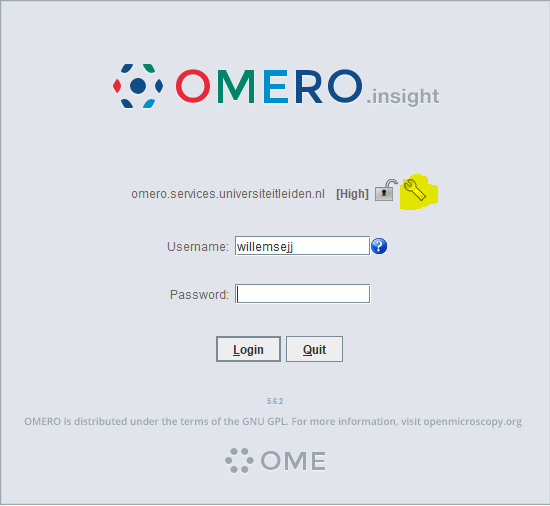 OMERO.insight
omero.services.universiteitleiden.nl [High]
Username: willemsejj ?
Password:
Login Quit
5.6.2
OMERO is distributed under the terms of the GNU GPL. For more information, visit openmicroscopy.org
OME